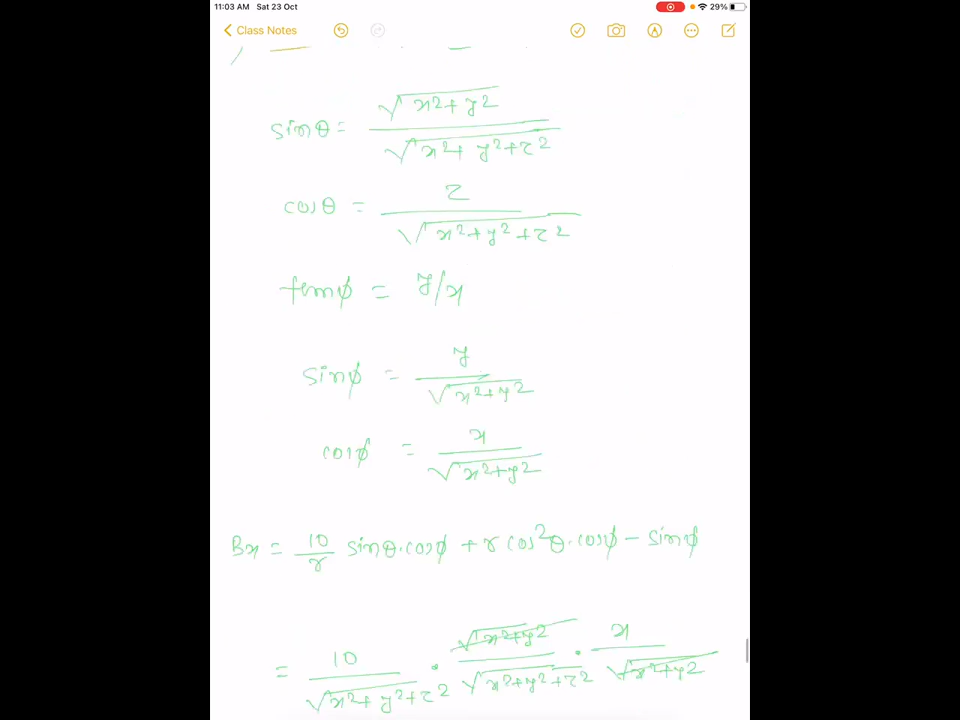 11:03 AM Sat 23 Oct 29%
Class Notes
sinθ = √(x²+y²) / √(x²+y²+z²)
cosθ = z / √(x²+y²+z²)
tanϕ = y/x
sinϕ = y / √(x²+y²)
cosϕ = x / √(x²+y²)
Bx = 10/r sinθ.cosϕ + r cos²θ.cosϕ − sinϕ
= 10 / √(x²+y²+z²) . √(x²+y²) / √(x²+y²+z²) . x / √(x²+y²)